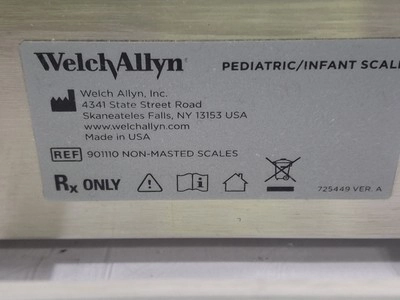 WelchAllyn®
PEDIATRIC/INFANT SCAL
Welch Allyn, Inc.
4341 State Street Road
Skaneateles Falls, NY 13153 USA
www.welchallyn.com
Made in USA
REF 901110 NON-MASTED SCALES
Rx ONLY
725449 VER. A